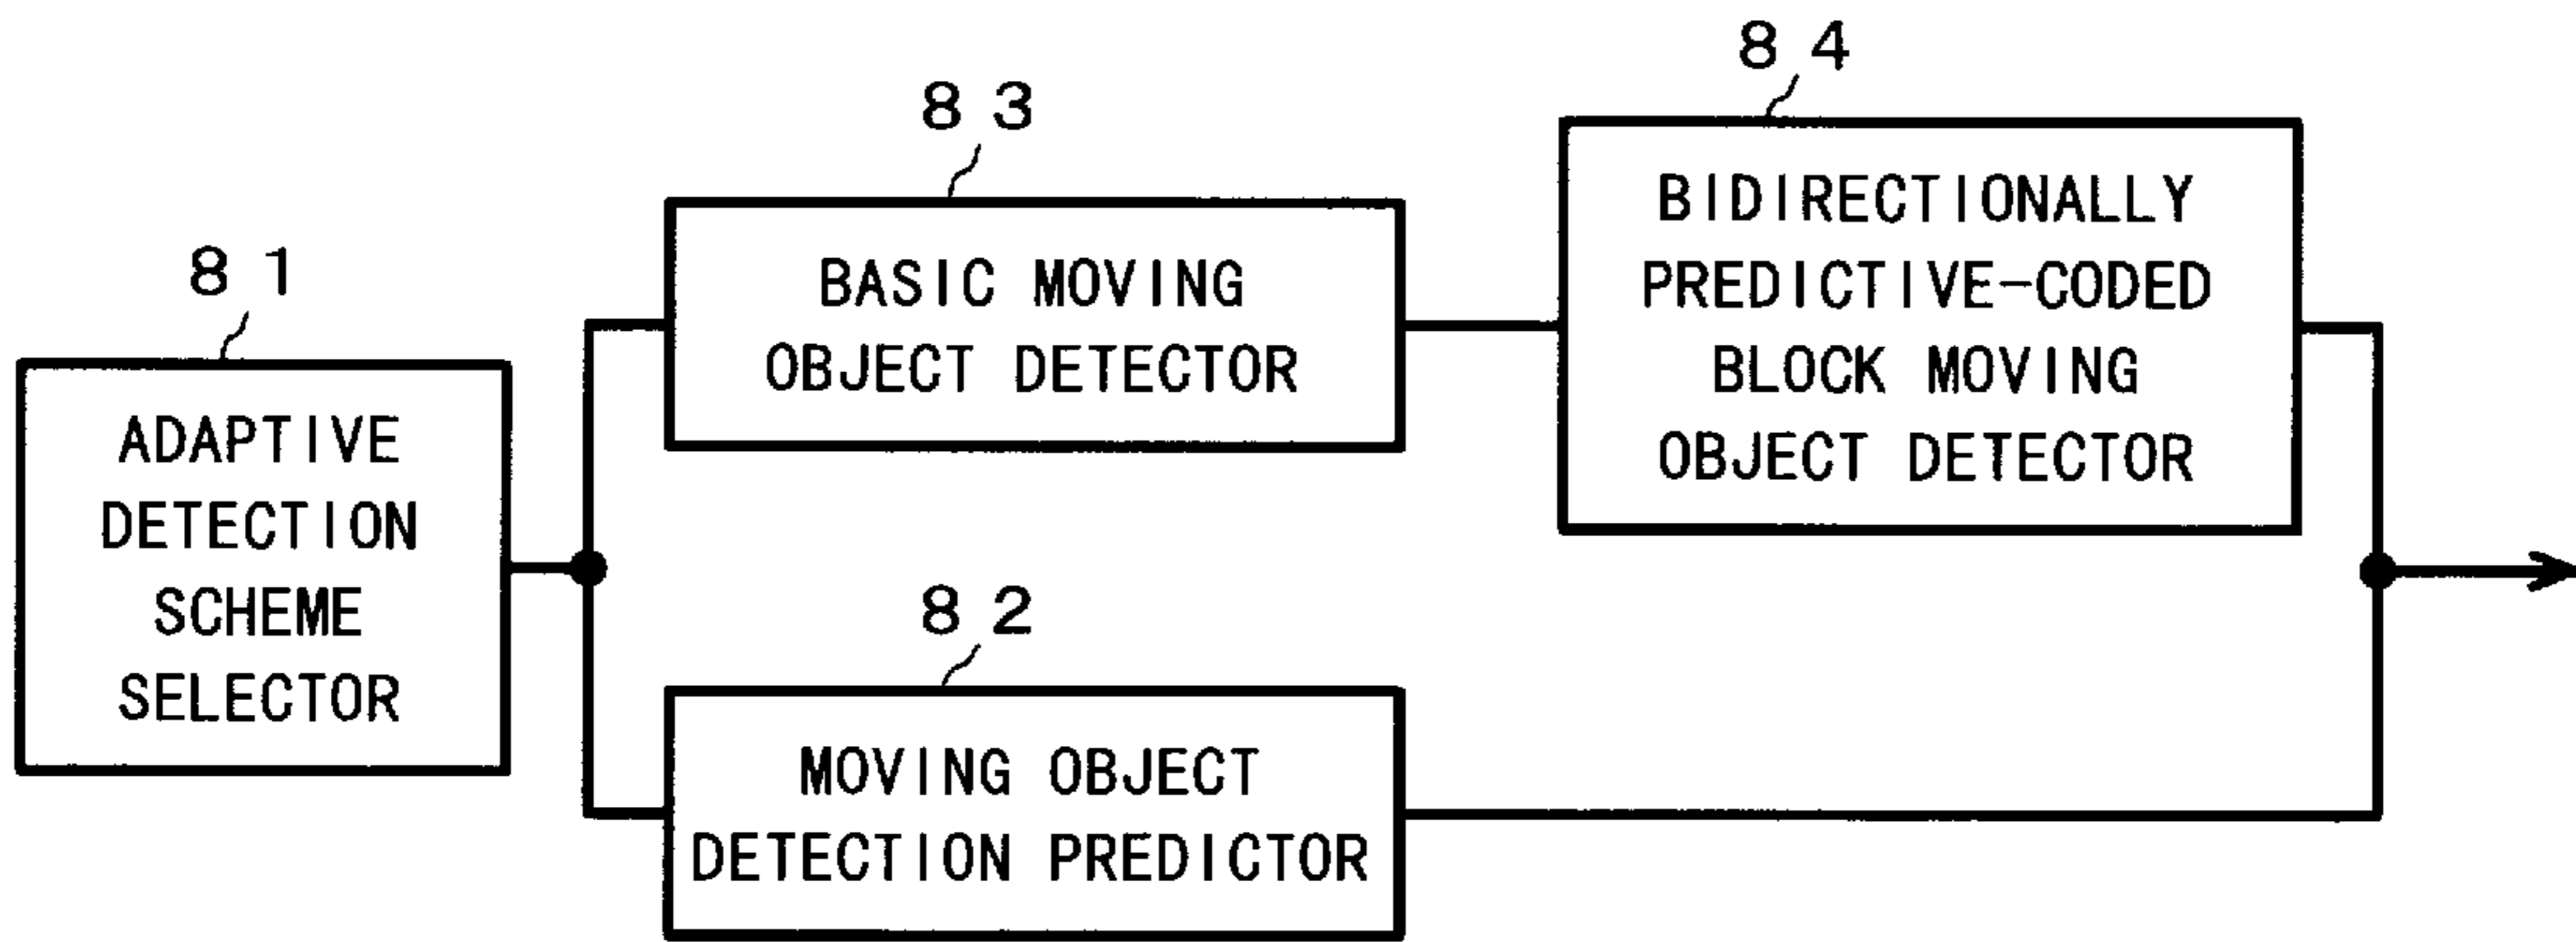 81
ADAPTIVE
DETECTION
SCHEME
SELECTOR
83
BASIC MOVING
OBJECT DETECTOR
84
BIDIRECTIONALLY
PREDICTIVE-CODED
BLOCK MOVING
OBJECT DETECTOR
82
MOVING OBJECT
DETECTION PREDICTOR